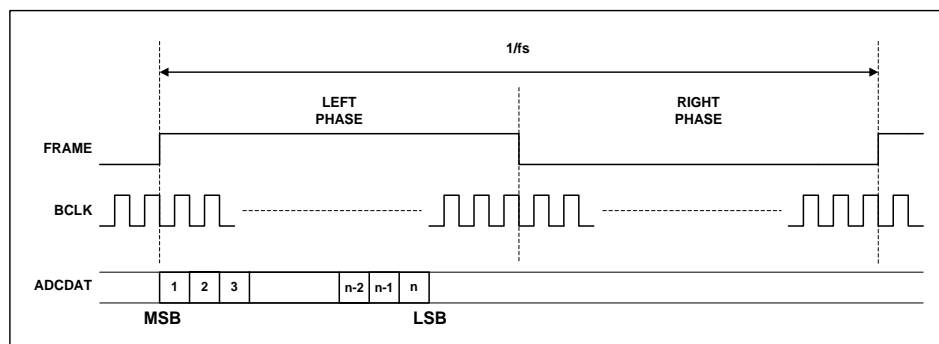 1/fs
LEFT
PHASE
RIGHT
PHASE
FRAME
BCLK
ADCDAT
1 2 3 n-2 n-1 n
MSB LSB